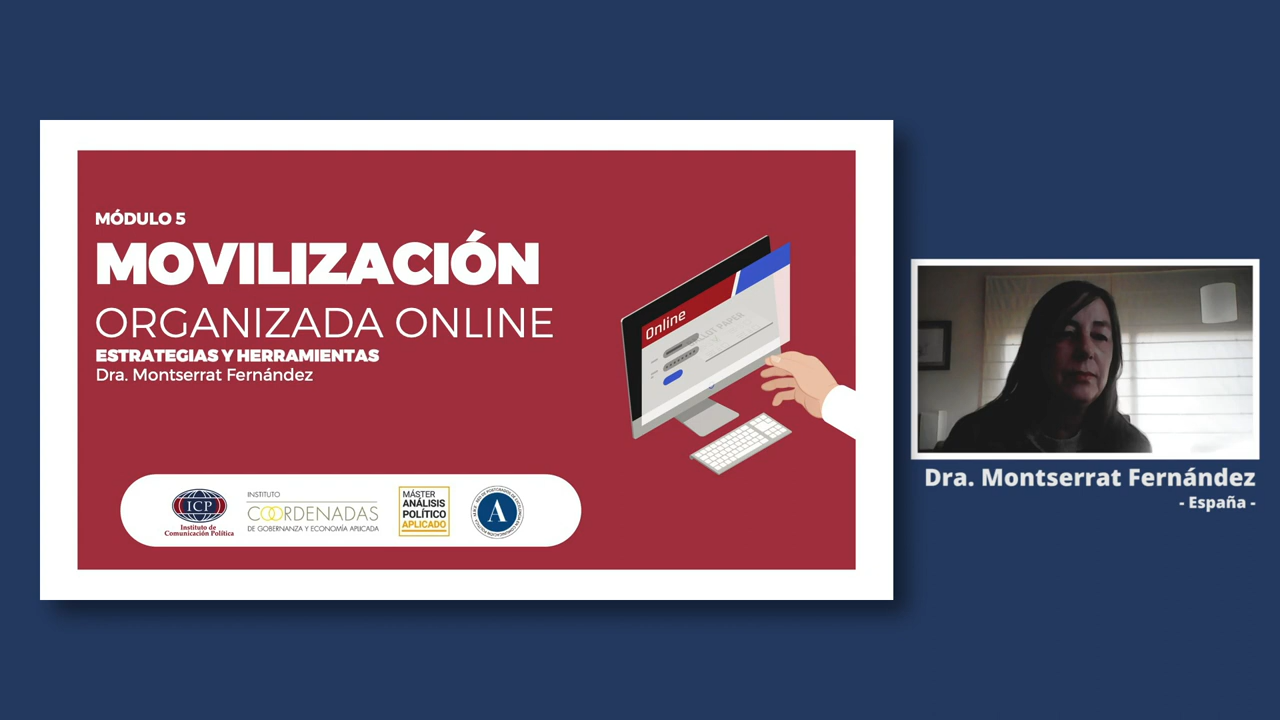 MÓDULO 5
MOVILIZACIÓN
ORGANIZADA ONLINE
ESTRATEGIAS Y HERRAMIENTAS
Dra. Montserrat Fernández
Online
ICP
Instituto de
Comunicación Política
INSTITUTO
COORDENADAS
DE GOBERNANZA Y ECONOMÍA APLICADA
MÁSTER
ANÁLISIS
POLÍTICO
APLICADO
A
Dra. Montserrat Fernández
- España -